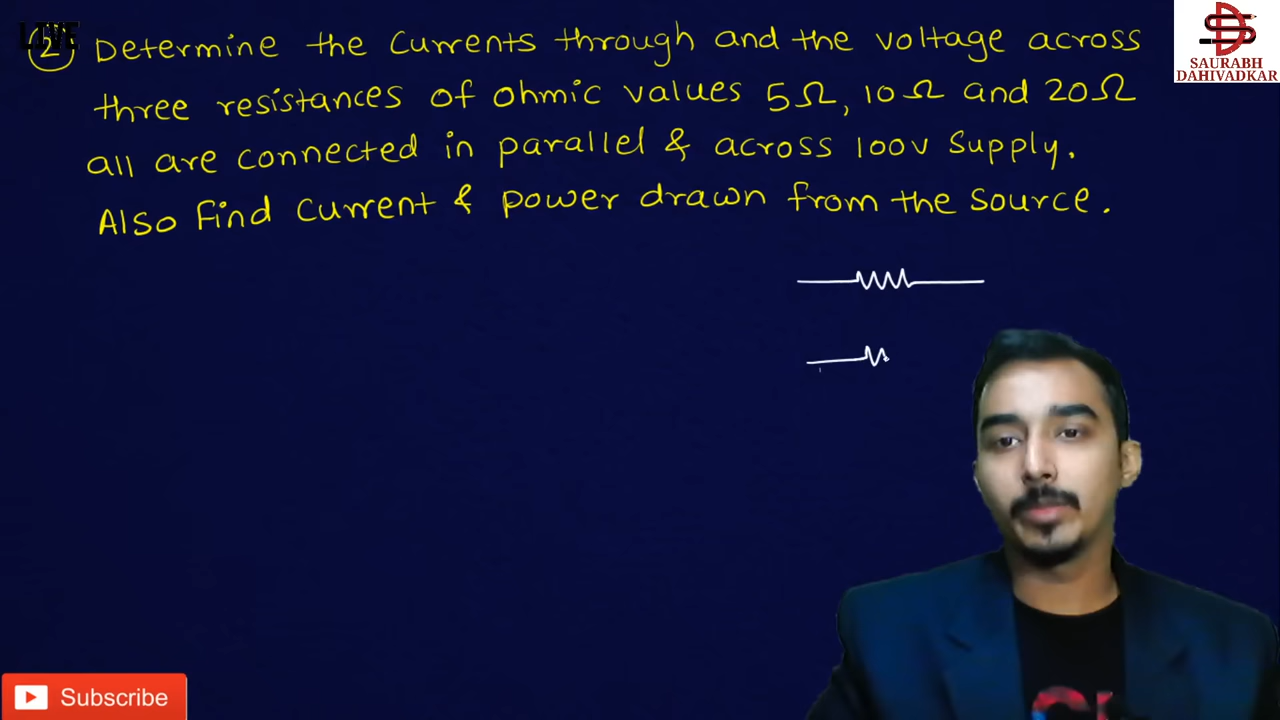 LIVE
2) Determine the currents through and the voltage across
three resistances of ohmic values 5Ω, 10Ω and 20Ω
all are connected in parallel & across 100V supply.
Also Find current & power drawn from the source.
SAURABH
DAHIVADKAR
Subscribe